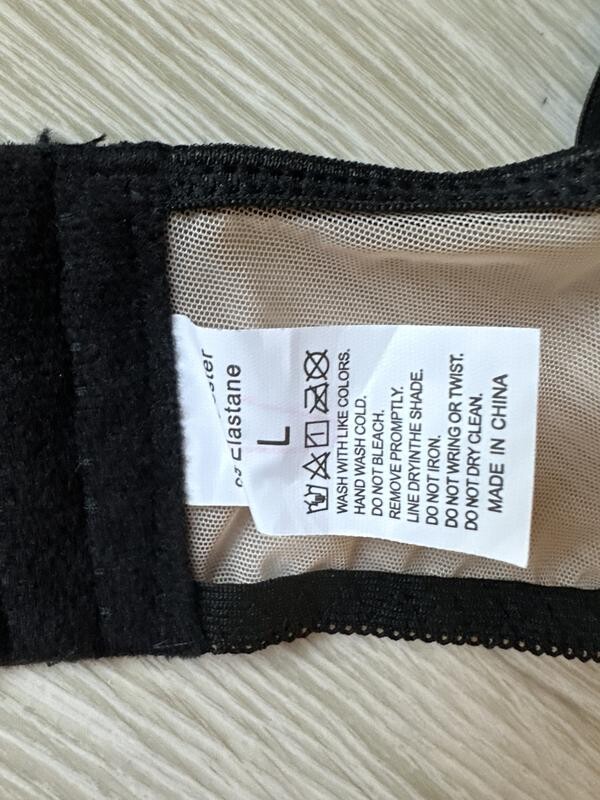 Elastane
L
WASH WITH LIKE COLORS.
HAND WASH COLD.
DO NOT BLEACH.
REMOVE PROMPTLY.
LINE DRYINTHE SHADE.
DO NOT IRON.
DO NOT WRING OR TWIST.
DO NOT DRY CLEAN.
MADE IN CHINA